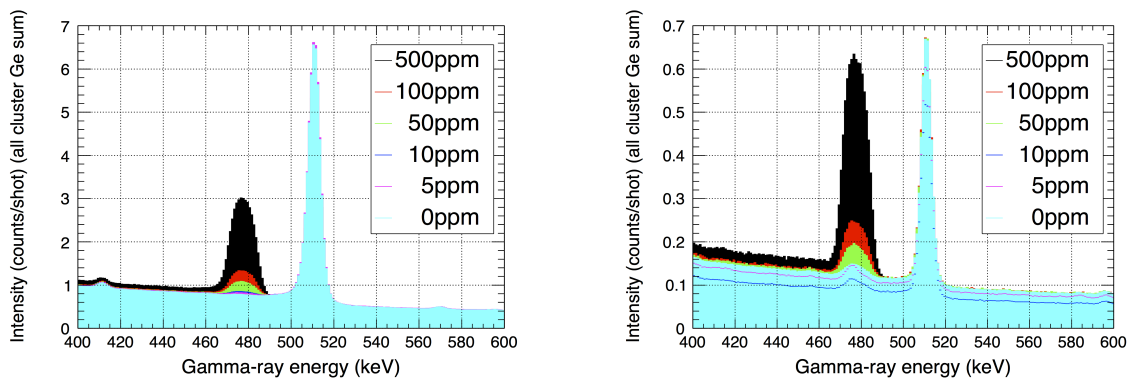 Intensity (counts/shot) (all cluster Ge sum)
7
6
5
4
3
2
1
0
400 420 440 460 480 500 520 540 560 580 600
Gamma-ray energy (keV)
500ppm
100ppm
50ppm
10ppm
5ppm
0ppm
Intensity (counts/shot) (all cluster Ge sum)
0.7
0.6
0.5
0.4
0.3
0.2
0.1
0
400 420 440 460 480 500 520 540 560 580 600
Gamma-ray energy (keV)
500ppm
100ppm
50ppm
10ppm
5ppm
0ppm